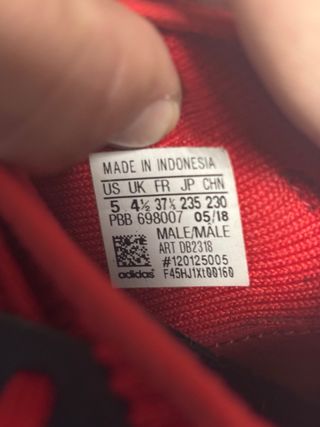 MADE IN INDONESIA
US UK FR JP CHN
5 4½ 37⅓ 235 230
PBB 698007 05/18
MALE/MALE
ART DB2318
#120125005
adidas® F45HJ1Xt00160